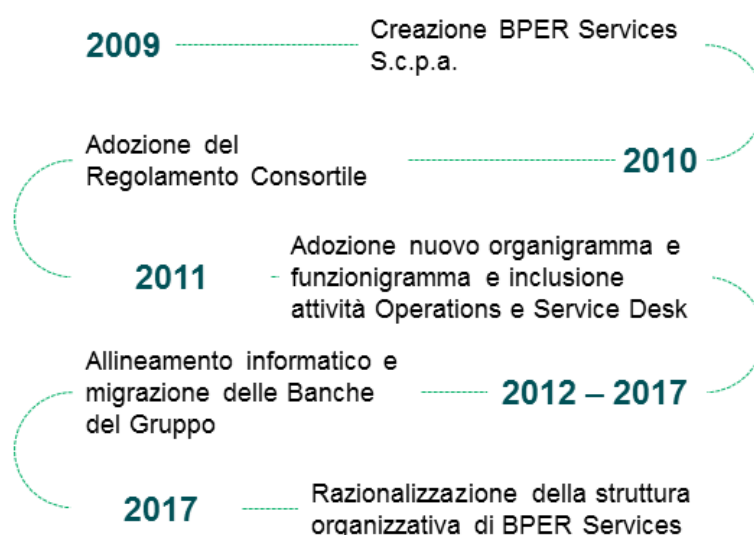 2009
Creazione BPER Services
S.c.p.a.
Adozione del
Regolamento Consortile
2010
2011
Adozione nuovo organigramma e
funzionigramma e inclusione
attività Operations e Service Desk
Allineamento informatico e
migrazione delle Banche
del Gruppo
2012 – 2017
2017
Razionalizzazione della struttura
organizzativa di BPER Services